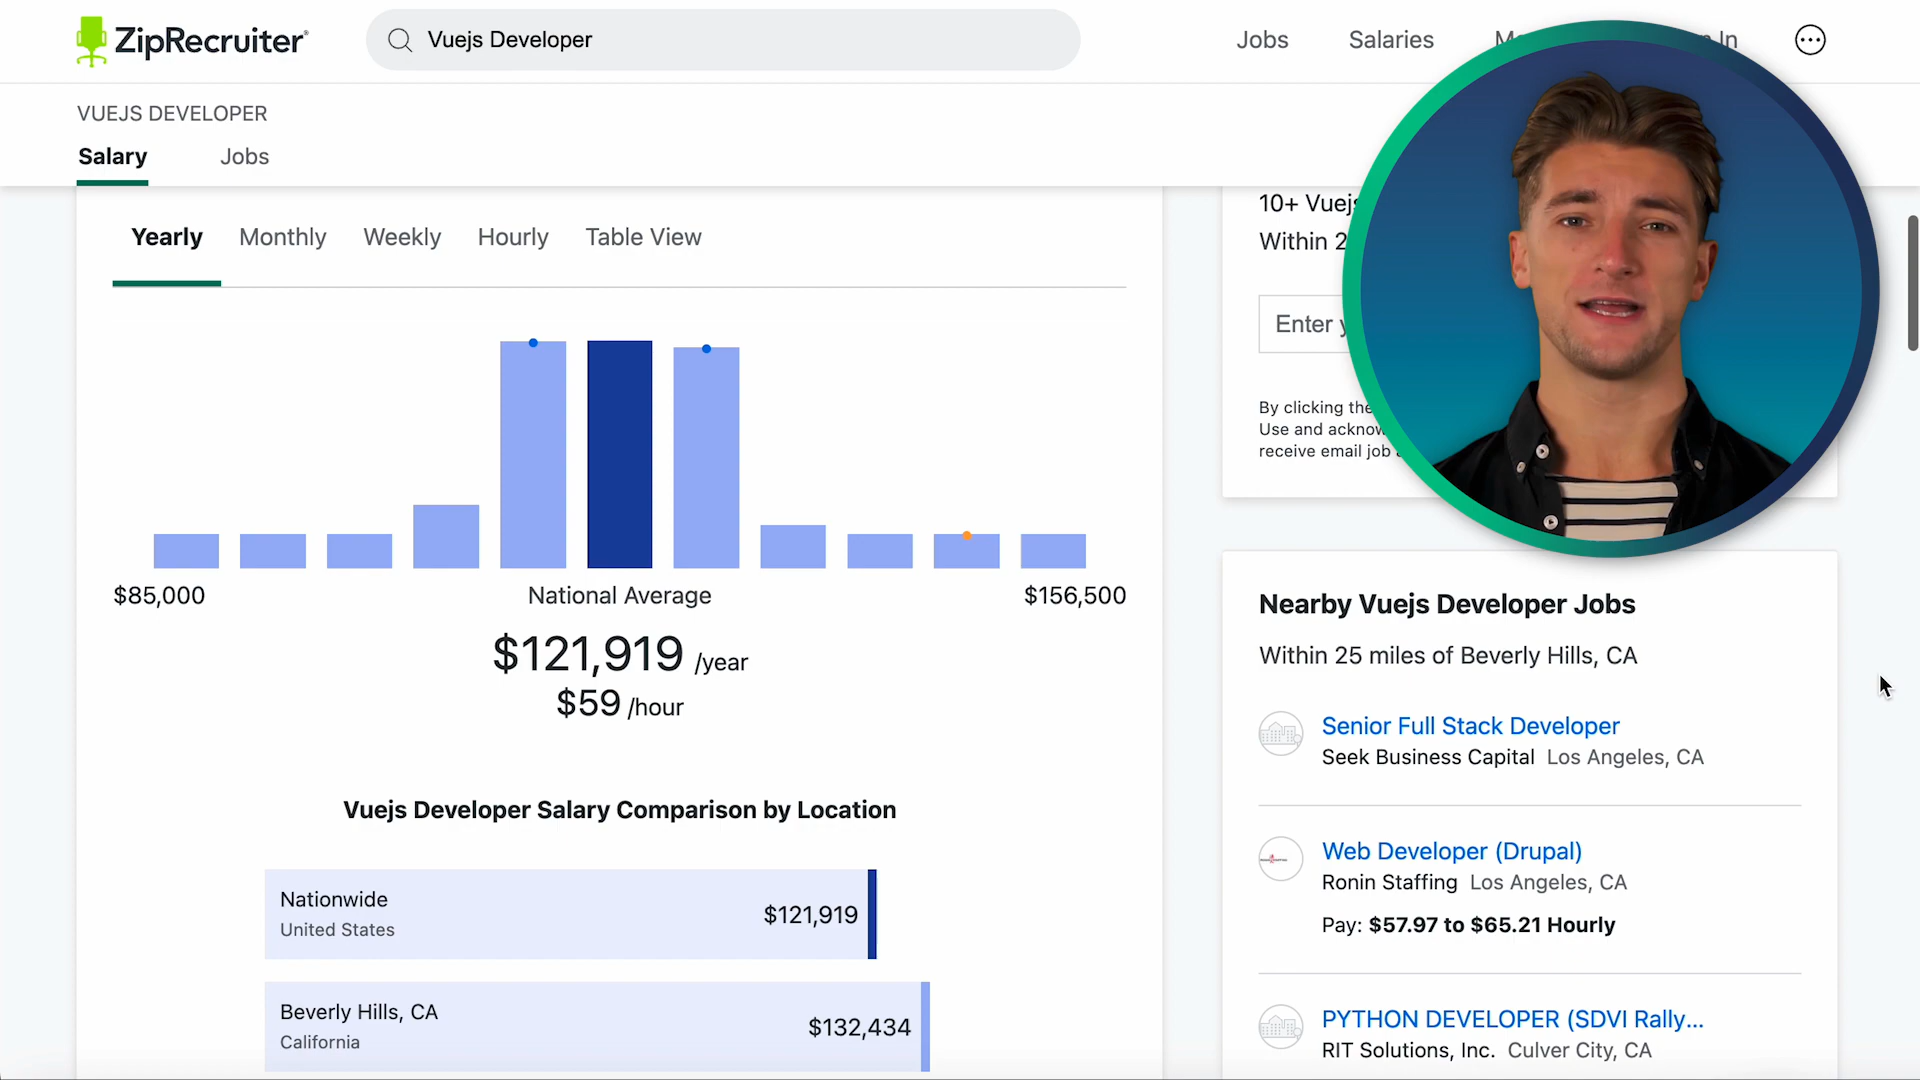 ZipRecruiter
Vuejs Developer
Jobs
Salaries
In
VUEJS DEVELOPER
Salary
Jobs
Yearly
Monthly
Weekly
Hourly
Table View
$85,000
National Average
$156,500
$121,919 /year
$59 /hour
Vuejs Developer Salary Comparison by Location
Nationwide
United States
$121,919
Beverly Hills, CA
California
$132,434
10+ Vuejs
Within 2
Enter
By clicking the
Use and acknow
receive email job
Nearby Vuejs Developer Jobs
Within 25 miles of Beverly Hills, CA
Senior Full Stack Developer
Seek Business Capital Los Angeles, CA
Web Developer (Drupal)
Ronin Staffing Los Angeles, CA
Pay: $57.97 to $65.21 Hourly
PYTHON DEVELOPER (SDVI Rally...
RIT Solutions, Inc. Culver City, CA